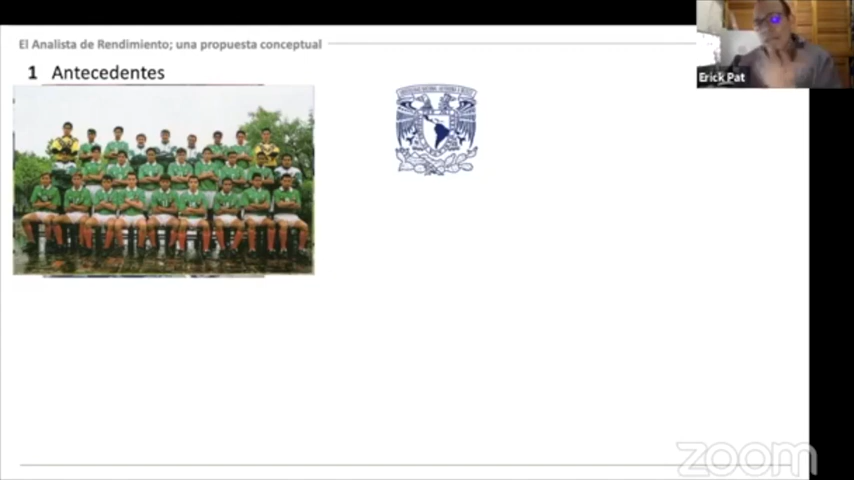 El Analista de Rendimiento; una propuesta conceptual
1 Antecedentes
Erick Pat
zoom